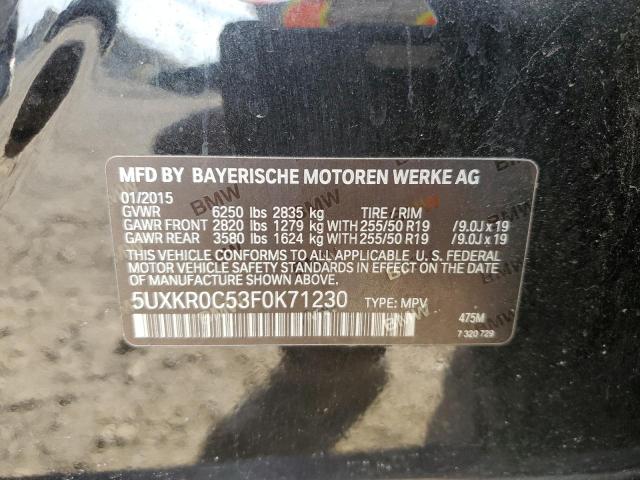 MFD BY BAYERISCHE MOTOREN WERKE AG
01/2015
GVWR 6250 lbs 2835 kg TIRE / RIM
GAWR FRONT 2820 lbs 1279 kg WITH 255/50 R19 /9.0J x 19
GAWR REAR 3580 lbs 1624 kg WITH 255/50 R19 /9.0J x 19
THIS VEHICLE CONFORMS TO ALL APPLICABLE U. S. FEDERAL
MOTOR VEHICLE SAFETY STANDARDS IN EFFECT ON THE DATE
OF MANUFACTURE SHOWN ABOVE.
5UXKR0C53F0K71230 TYPE: MPV
475M
7 320 729